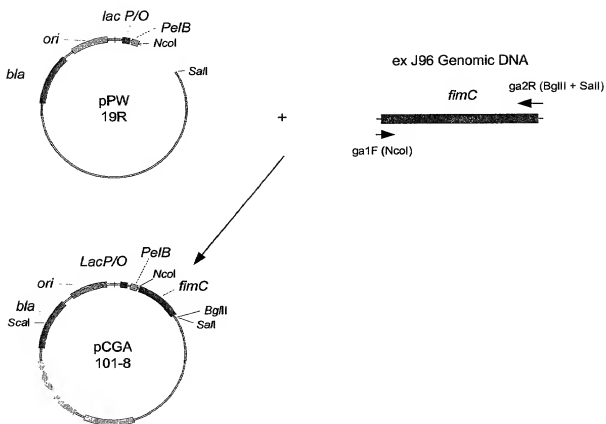 lac P/O
PelB
ori
NcoI
SalI
bla
pPW
19R
+
ex J96 Genomic DNA
fimC
ga2R (BglII + SalI)
ga1F (NcoI)
LacP/O
PelB
NcoI
ori
fimC
bla
ScaI
BglII
SalI
pCGA
101-8